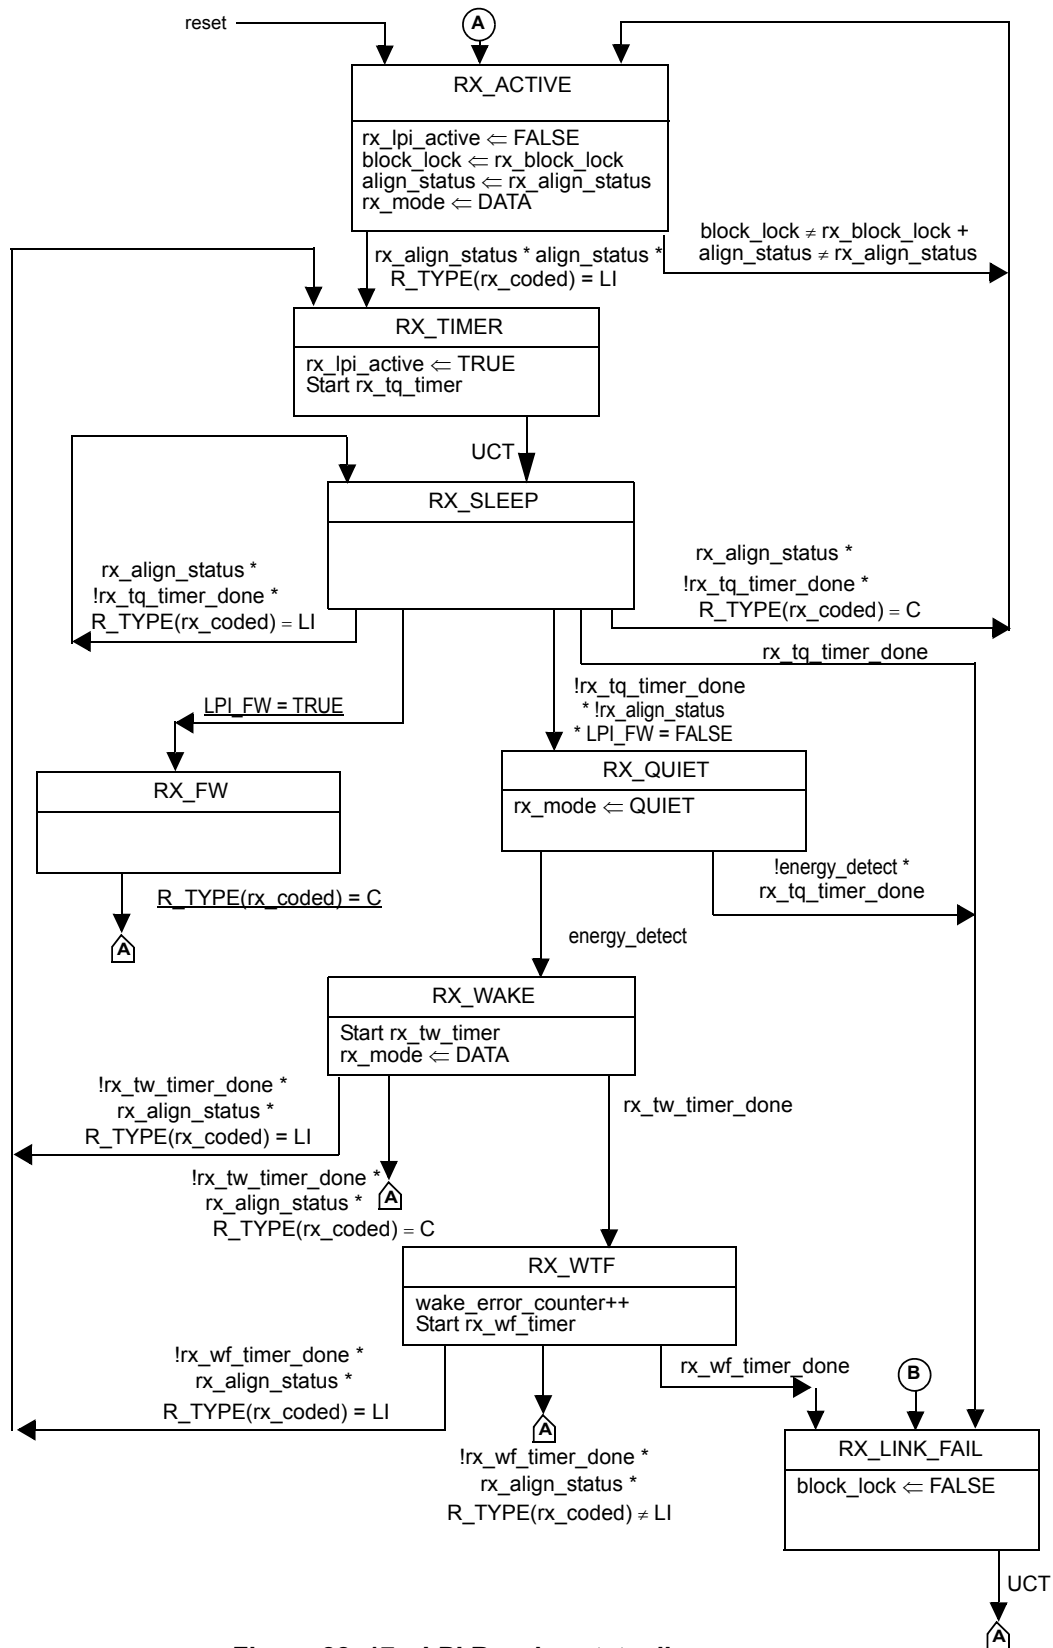 reset
A
RX_ACTIVE
rx_lpi_active ⇐ FALSE
block_lock ⇐ rx_block_lock
align_status ⇐ rx_align_status
rx_mode ⇐ DATA
block_lock ≠ rx_block_lock +
align_status ≠ rx_align_status
rx_align_status * align_status *
R_TYPE(rx_coded) = LI
RX_TIMER
rx_lpi_active ⇐ TRUE
Start rx_tq_timer
UCT
RX_SLEEP
rx_align_status *
!rx_tq_timer_done *
R_TYPE(rx_coded) = LI
rx_align_status *
!rx_tq_timer_done *
R_TYPE(rx_coded) = C
rx_tq_timer_done
LPI_FW = TRUE
!rx_tq_timer_done
* !rx_align_status
* LPI_FW = FALSE
RX_FW
RX_QUIET
rx_mode ⇐ QUIET
R_TYPE(rx_coded) = C
A
!energy_detect *
rx_tq_timer_done
energy_detect
RX_WAKE
Start rx_tw_timer
rx_mode ⇐ DATA
!rx_tw_timer_done *
rx_align_status *
R_TYPE(rx_coded) = LI
rx_tw_timer_done
!rx_tw_timer_done *
rx_align_status *
R_TYPE(rx_coded) = C
A
RX_WTF
wake_error_counter++
Start rx_wf_timer
!rx_wf_timer_done *
rx_align_status *
R_TYPE(rx_coded) = LI
rx_wf_timer_done
B
A
!rx_wf_timer_done *
rx_align_status *
R_TYPE(rx_coded) ≠ LI
RX_LINK_FAIL
block_lock ⇐ FALSE
UCT
A